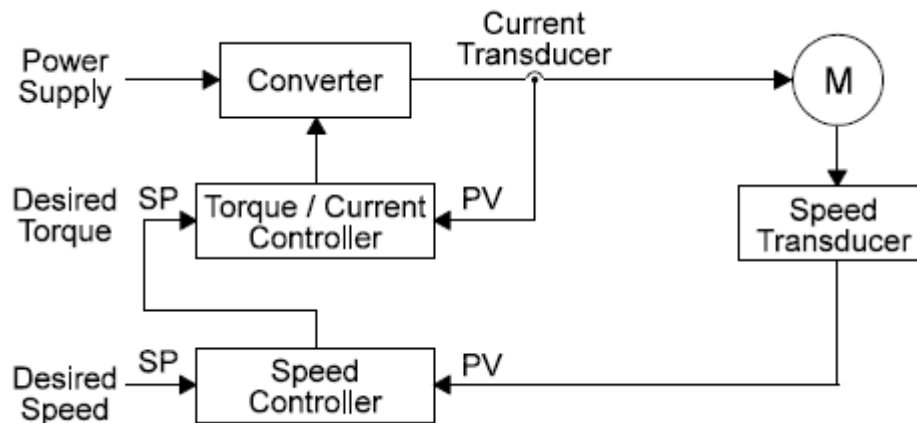 Current
Transducer
Power
Supply
Converter
M
Desired
Torque
SP
Torque / Current
Controller
PV
Speed
Transducer
Desired
Speed
SP
Speed
Controller
PV